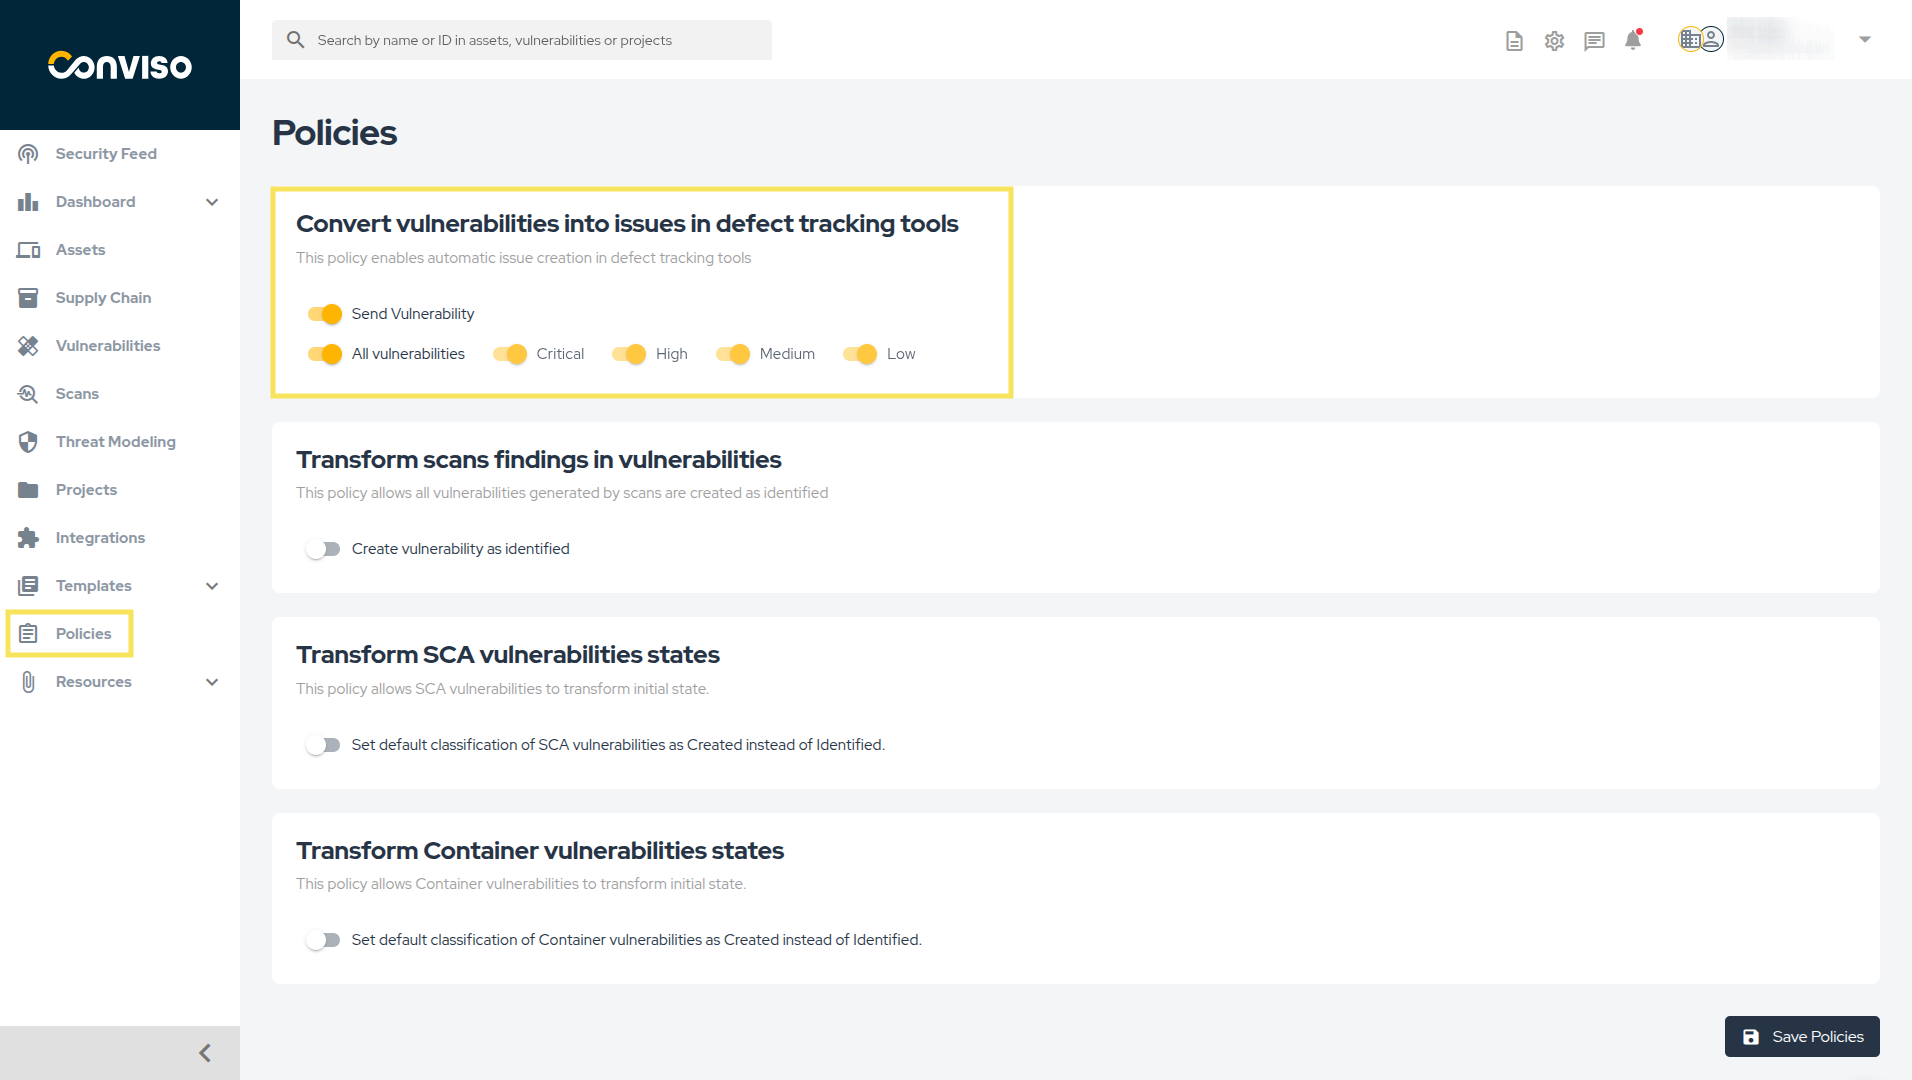 Conviso
Search by name or ID in assets, vulnerabilities or projects
Security Feed
Dashboard
Assets
Supply Chain
Vulnerabilities
Scans
Threat Modeling
Projects
Integrations
Templates
Policies
Resources
Policies
Convert vulnerabilities into issues in defect tracking tools
This policy enables automatic issue creation in defect tracking tools
Send Vulnerability
All vulnerabilities Critical High Medium Low
Transform scans findings in vulnerabilities
This policy allows all vulnerabilities generated by scans are created as identified
Create vulnerability as identified
Transform SCA vulnerabilities states
This policy allows SCA vulnerabilities to transform initial state.
Set default classification of SCA vulnerabilities as Created instead of Identified.
Transform Container vulnerabilities states
This policy allows Container vulnerabilities to transform initial state.
Set default classification of Container vulnerabilities as Created instead of Identified.
Save Policies